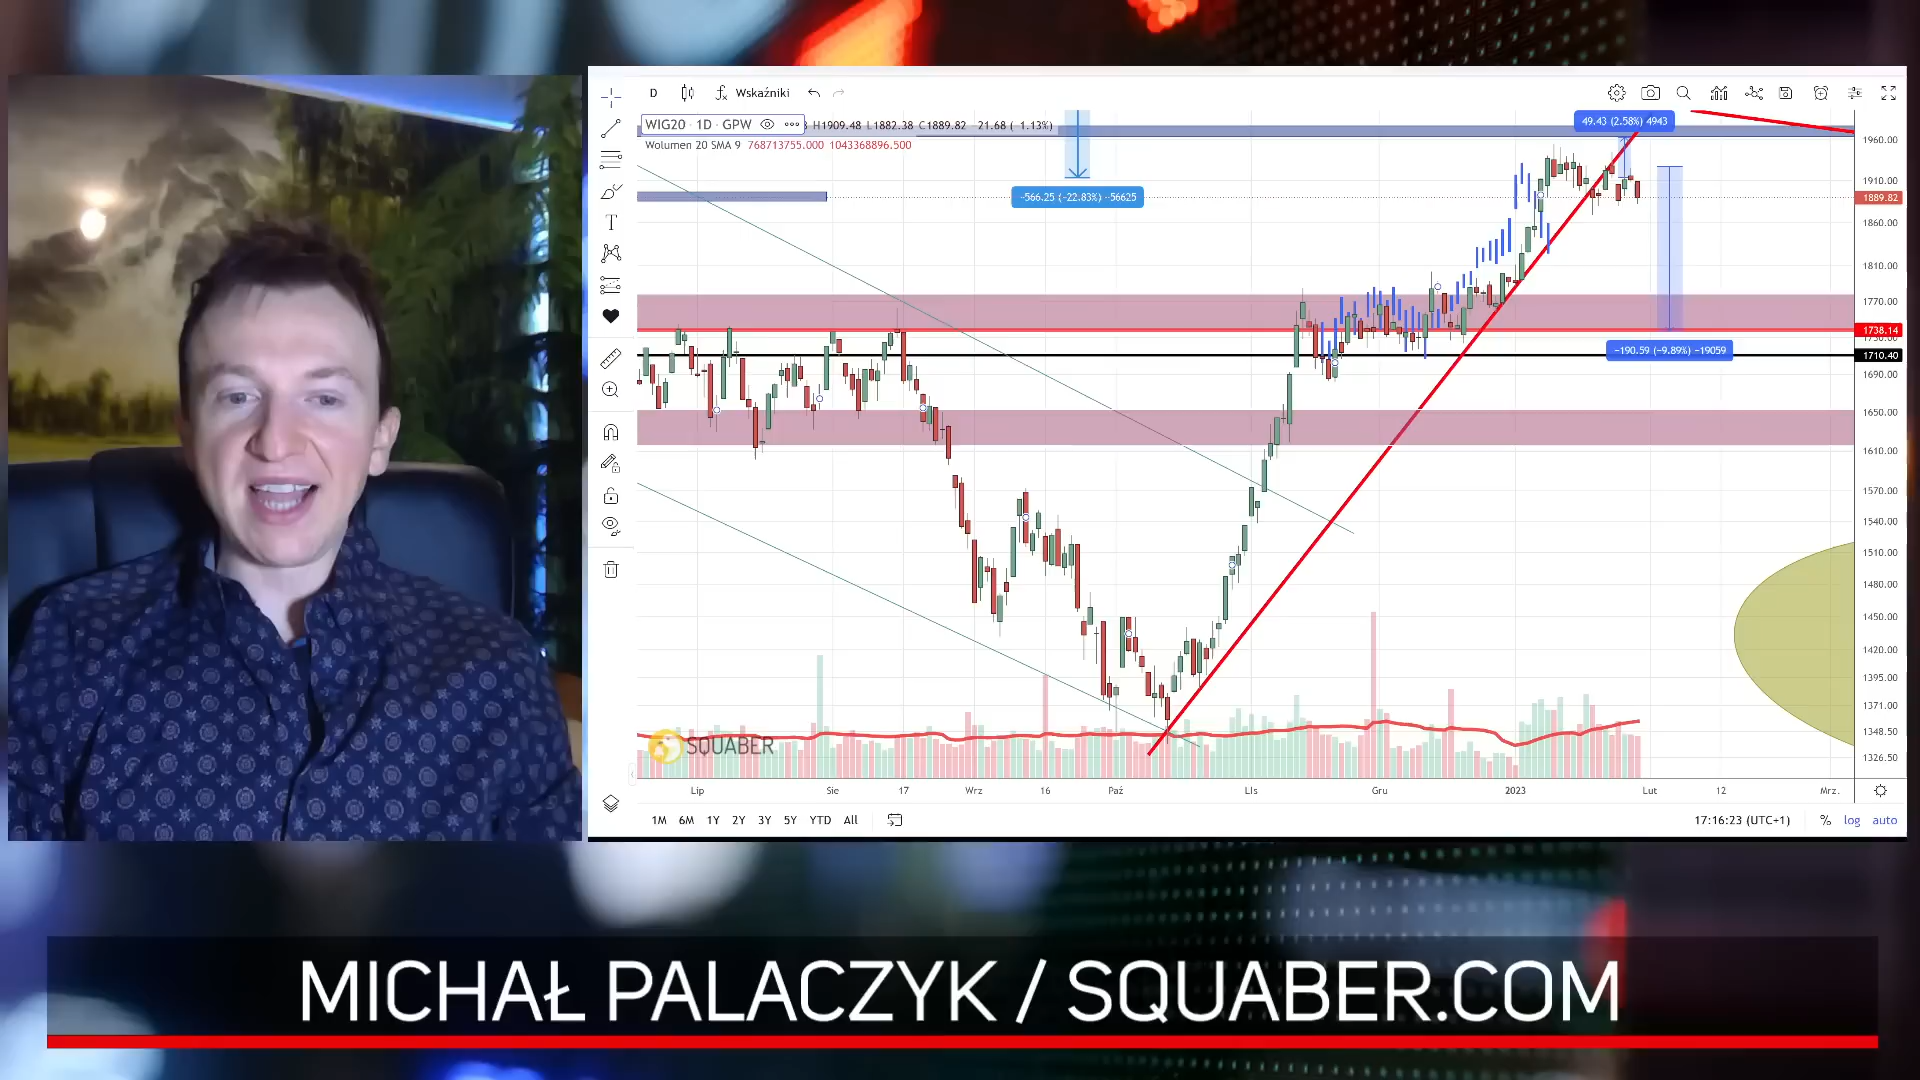 D Wskaźniki
WIG20 · 1D · GPW 8 H1909.48 L1882.38 C1889.82 −21.68 (−1.13%)
Wolumen 20 SMA 9 768713755.000 1043368896.500
49.43 (2.58%) 4943
−566.25 (−22.83%) −56625
−190.59 (−9.89%) −19059
1960.00
1910.00
1889.82
1860.00
1810.00
1770.00
1738.14
1730.00
1710.40
1690.00
1650.00
1610.00
1570.00
1540.00
1510.00
1480.00
1450.00
1420.00
1395.00
1371.00
1348.50
1326.50
SQUABER
Lip Sie 17 Wrz 16 Paź Lis Gru 2023 Lut 12 Mrz.
1M 6M 1Y 2Y 3Y 5Y YTD All 17:16:23 (UTC+1) % log auto
MICHAŁ PALACZYK / SQUABER.COM